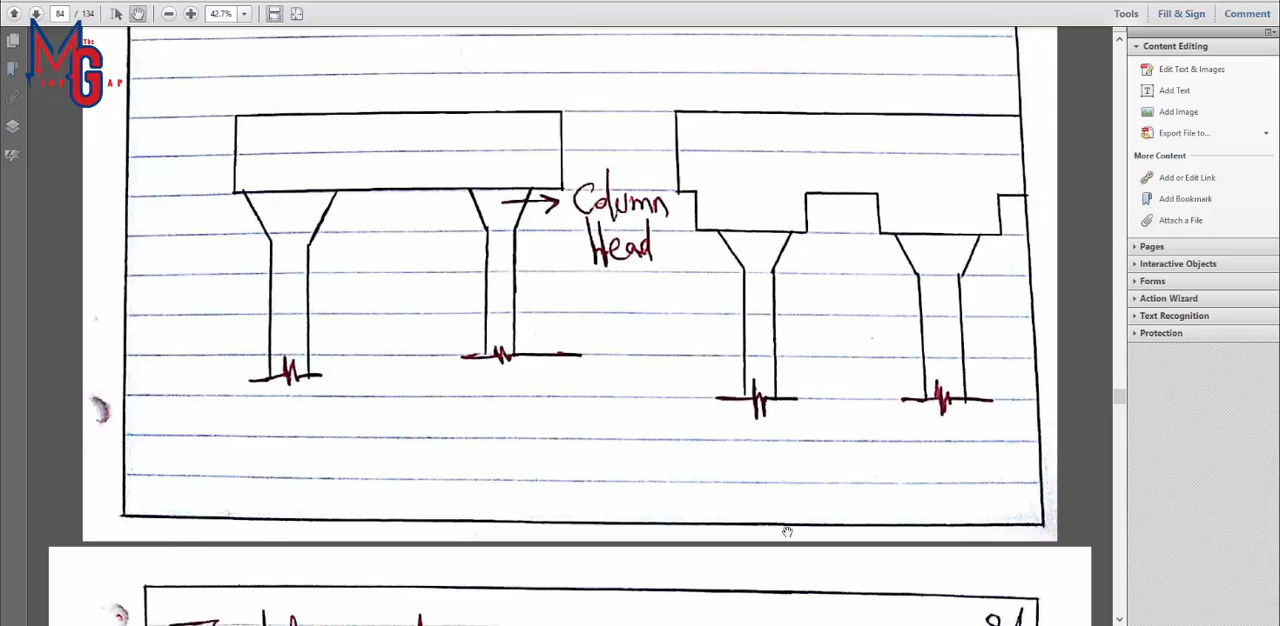 84 / 134
42.7%
Tools
Fill & Sign
Comment
The
MG
Content Editing
Edit Text & Images
Add Text
Add Image
Export File to...
More Content
Add or Edit Link
Add Bookmark
Attach a File
Pages
Interactive Objects
Forms
Action Wizard
Text Recognition
Protection
Column
Head